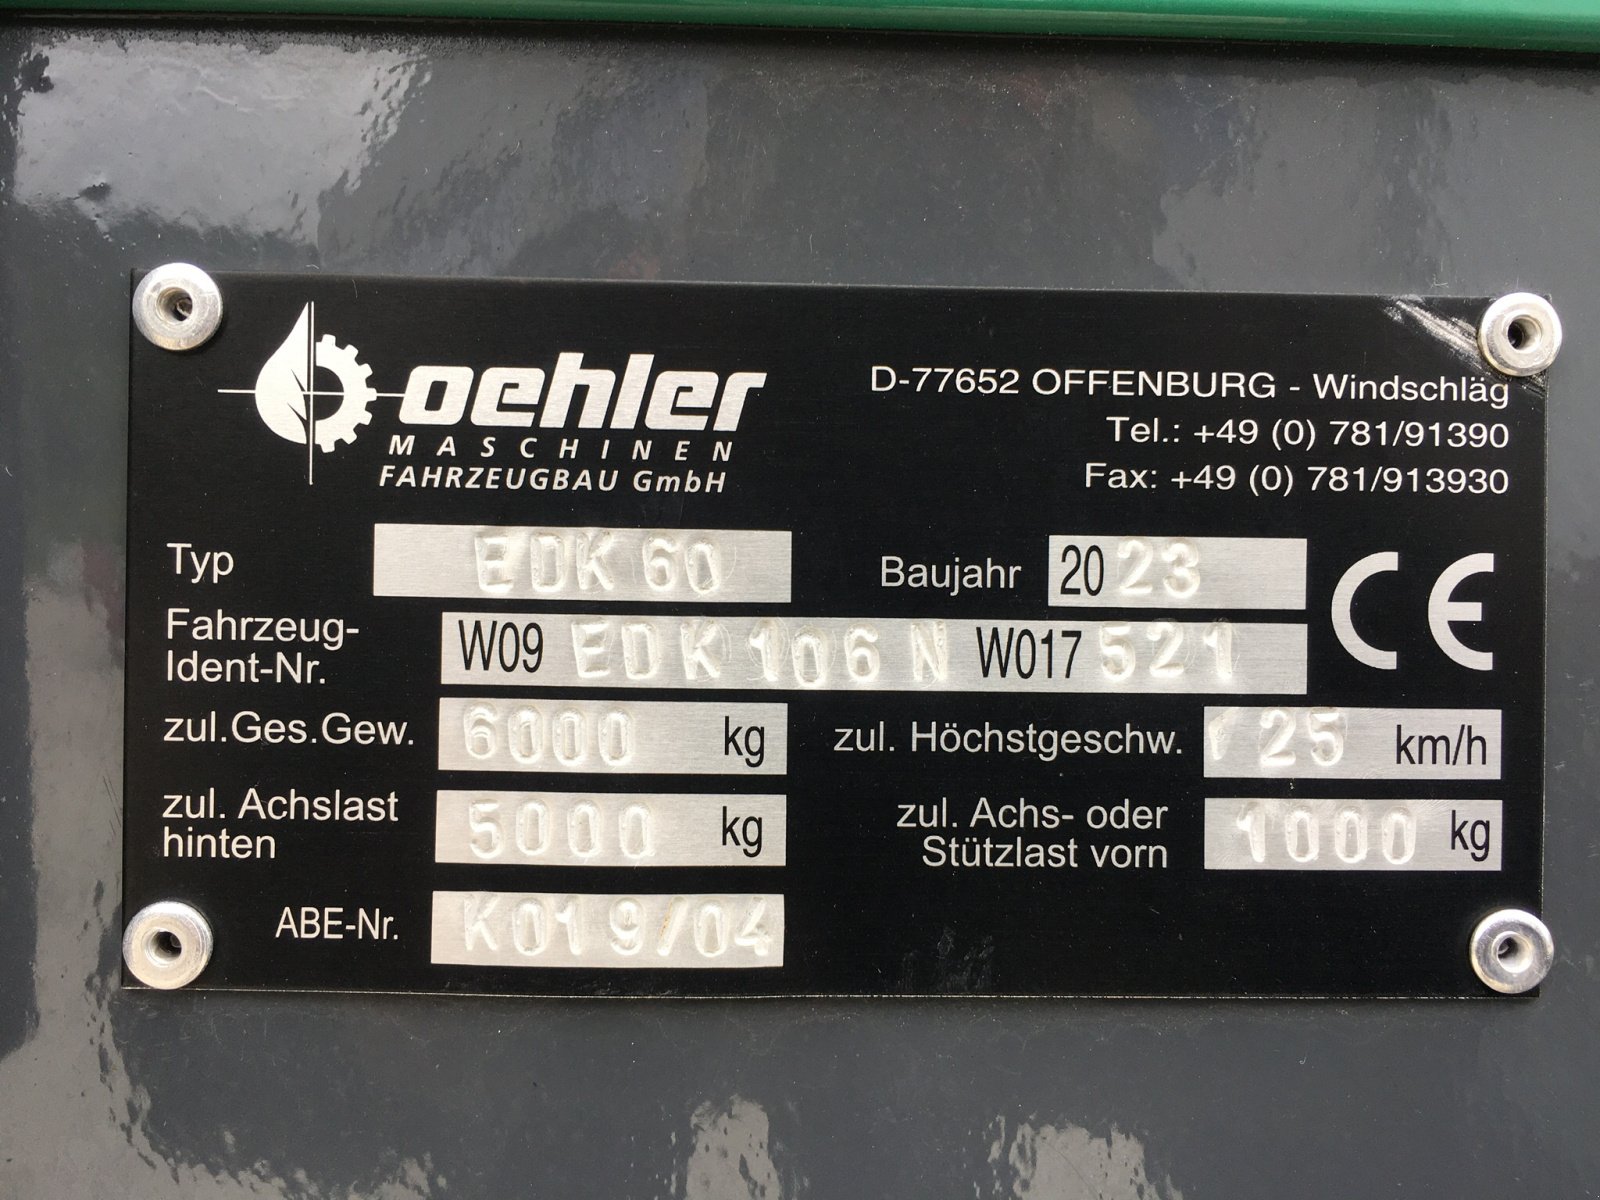 oehler
MASCHINEN
FAHRZEUGBAU GmbH
D-77652 OFFENBURG - Windschläg
Tel.: +49 (0) 781/91390
Fax: +49 (0) 781/913930
Typ EDK 60 Baujahr 2023 CE
Fahrzeug-
Ident-Nr. W09 EDK106N W017 521
zul.Ges.Gew. 6000 kg zul. Höchstgeschw. 25 km/h
zul. Achslast
hinten 5000 kg
zul. Achs- oder
Stützlast vorn 1000 kg
ABE-Nr. K019/04